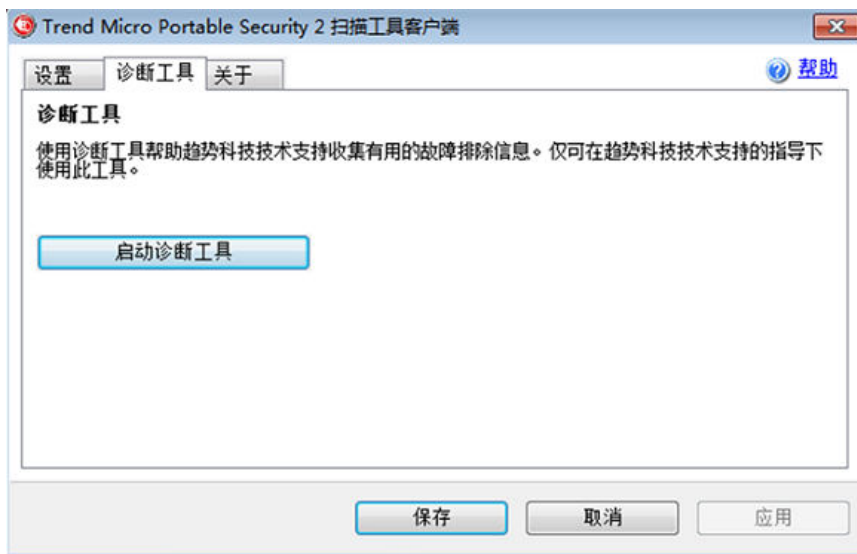 Trend Micro Portable Security 2 扫描工具客户端
设置 诊断工具 关于 帮助
诊断工具
使用诊断工具帮助趋势科技技术支持收集有用的故障排除信息。仅可在趋势科技技术支持的指导下
使用此工具。
启动诊断工具
保存 取消 应用